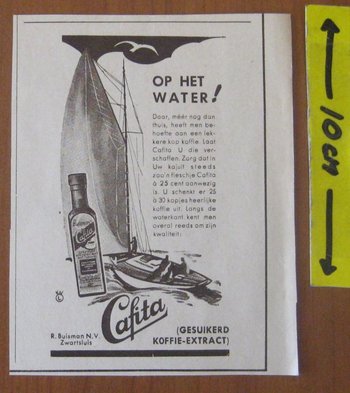 OP HET
WATER!
Daar, méér nog dan
thuis, heeft men be-
hoefte aan een lek-
kere kop koffie. Laat
Cafita U die ver-
schaffen. Zorg dat in
Uw kajuit steeds
zoo'n fleschje Cafita
à 25 cent aanwezig
is. U schenkt er 25
à 30 kopjes heerlijke
koffie uit. Langs de
waterkant kent men
overal reeds om zijn
kwaliteit:
Cafita
Cafita
R. Buisman N.V.
Zwartsluis
(GESUIKERD
KOFFIE-EXTRACT)
10cm